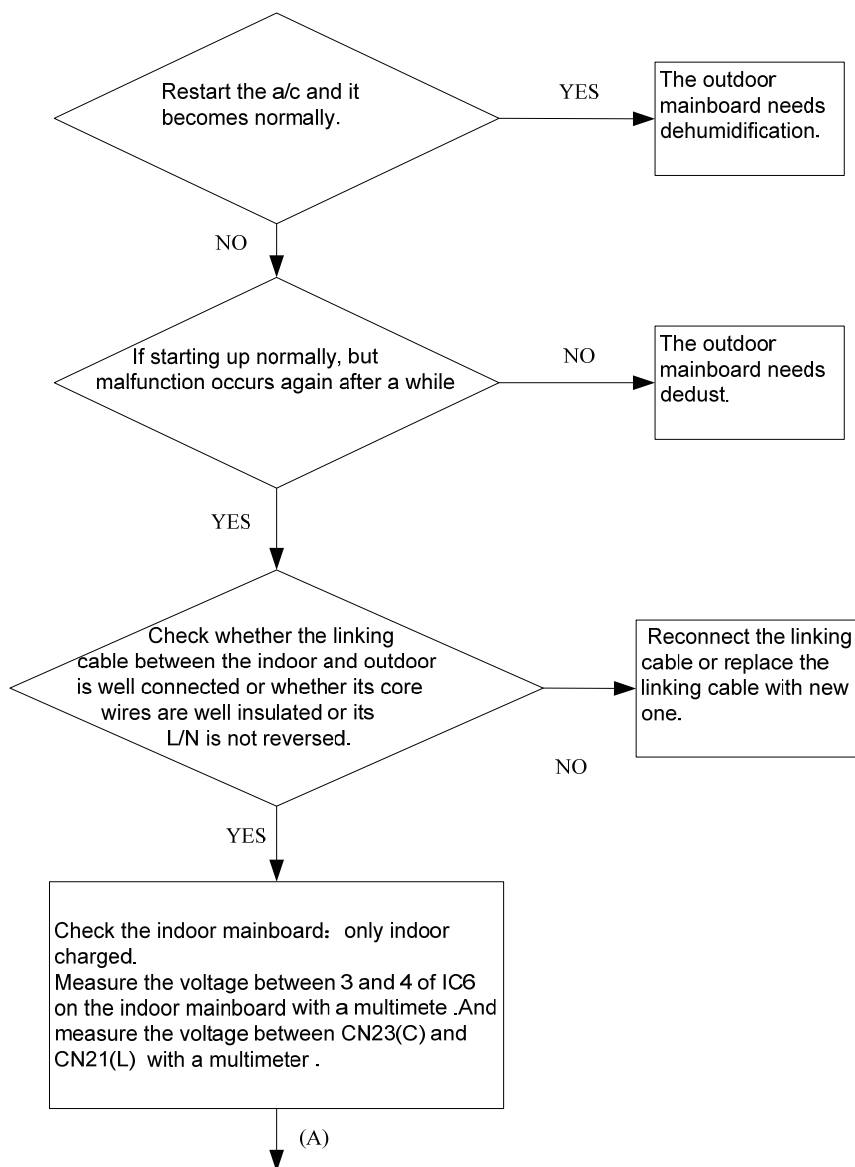 Restart the a/c and it
becomes normally.
YES
The outdoor
mainboard needs
dehumidification.
NO
If starting up normally, but
malfunction occurs again after a while
NO
The outdoor
mainboard needs
dedust.
YES
Check whether the linking
cable between the indoor and outdoor
is well connected or whether its core
wires are well insulated or its
L/N is not reversed.
NO
Reconnect the linking
cable or replace the
linking cable with new
one.
YES
Check the indoor mainboard: only indoor
charged.
Measure the voltage between 3 and 4 of IC6
on the indoor mainboard with a multimete .And
measure the voltage between CN23(C) and
CN21(L) with a multimeter .
(A)